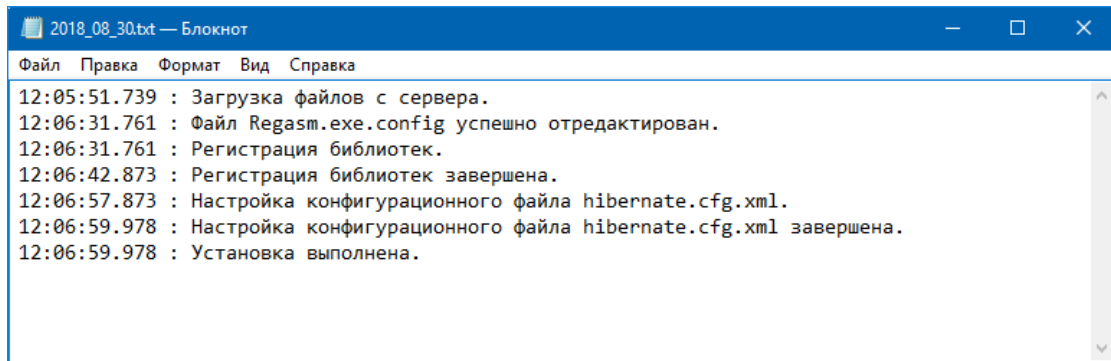 2018_08_30.txt — Блокнот
Файл Правка Формат Вид Справка
12:05:51.739 : Загрузка файлов с сервера.
12:06:31.761 : Файл Regasm.exe.config успешно отредактирован.
12:06:31.761 : Регистрация библиотек.
12:06:42.873 : Регистрация библиотек завершена.
12:06:57.873 : Настройка конфигурационного файла hibernate.cfg.xml.
12:06:59.978 : Настройка конфигурационного файла hibernate.cfg.xml завершена.
12:06:59.978 : Установка выполнена.